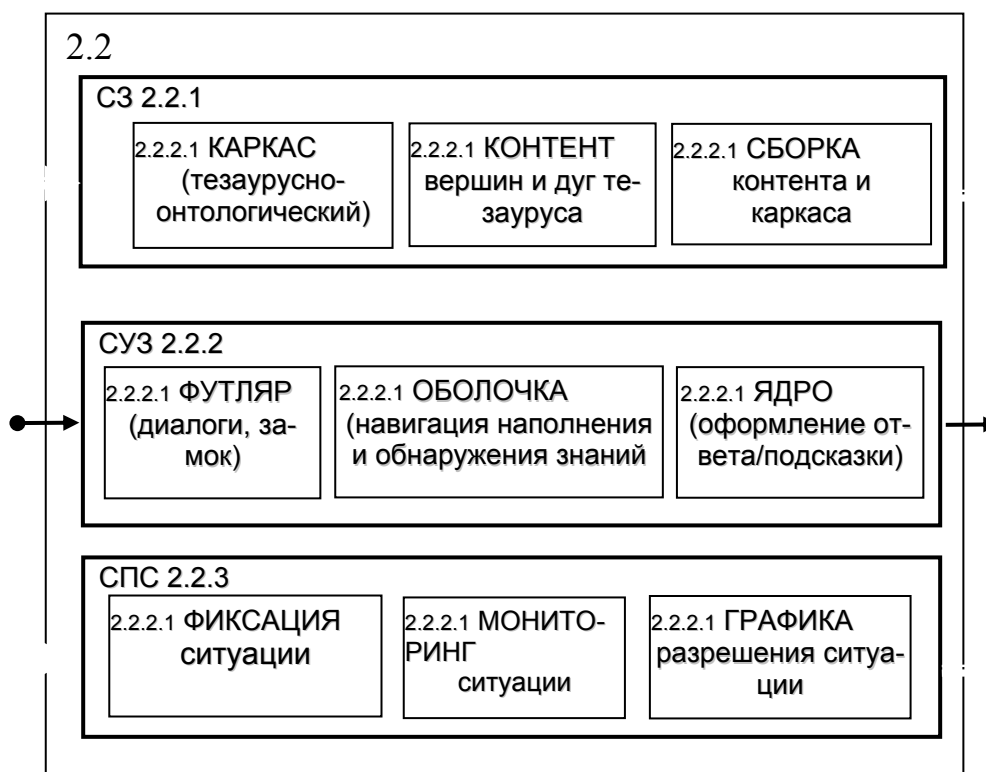 2.2
СЗ 2.2.1
2.2.2.1 КАРКАС
(тезаурусно-
онтологический)
2.2.2.1 КОНТЕНТ
вершин и дуг те-
зауруса
2.2.2.1 СБОРКА
контента и
каркаса
СУЗ 2.2.2
2.2.2.1 ФУТЛЯР
(диалоги, за-
мок)
2.2.2.1 ОБОЛОЧКА
(навигация наполнения
и обнаружения знаний
2.2.2.1 ЯДРО
(оформление от-
вета/подсказки)
СПС 2.2.3
2.2.2.1 ФИКСАЦИЯ
ситуации
2.2.2.1 МОНИТО-
РИНГ
ситуации
2.2.2.1 ГРАФИКА
разрешения ситуа-
ции